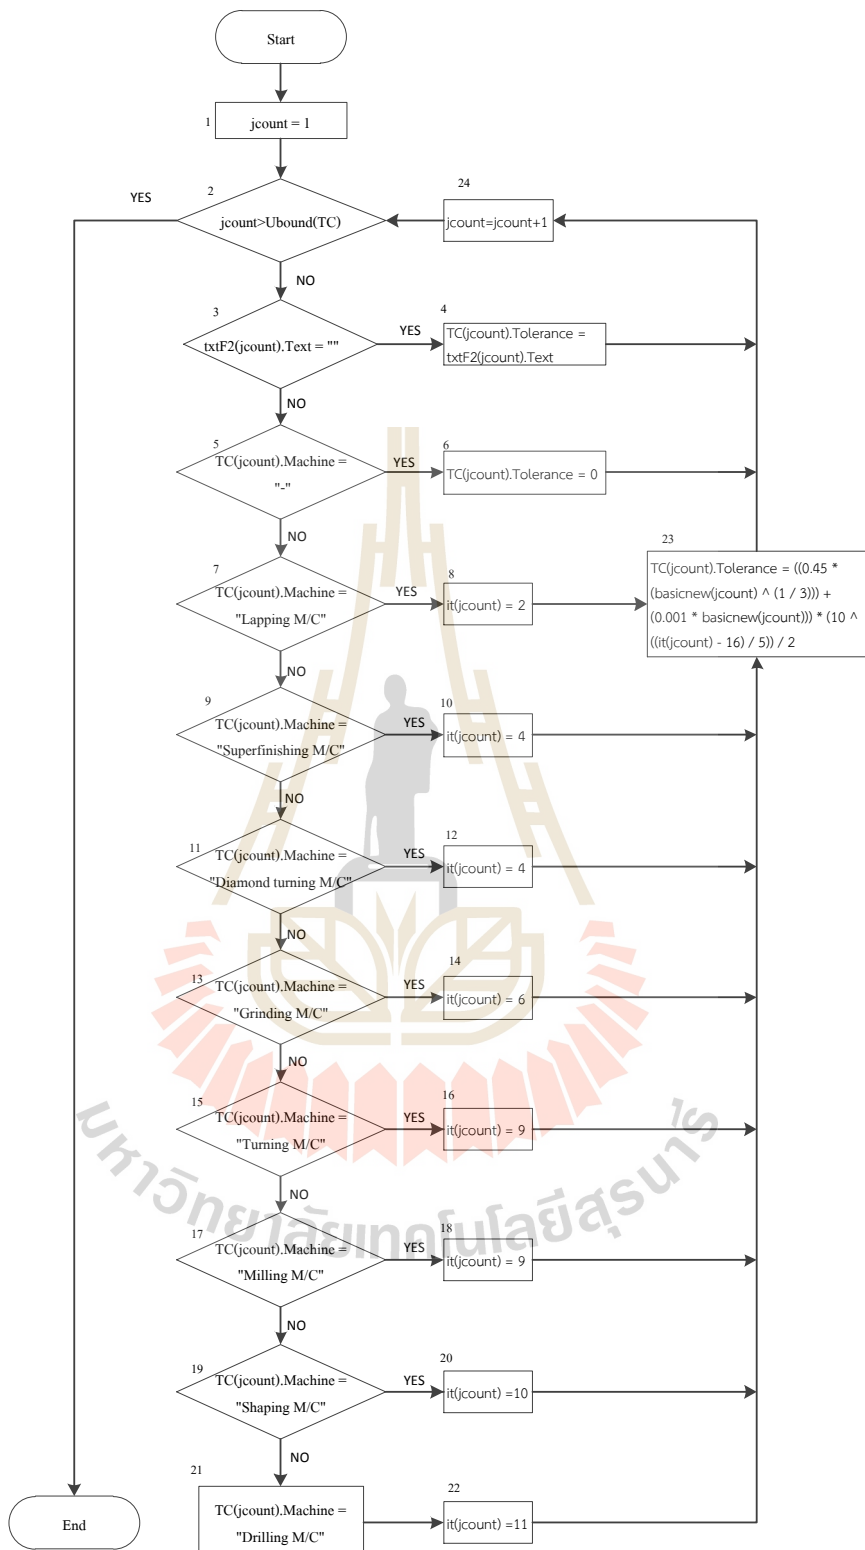 Start
1
jcount = 1
YES
2
jcount>Ubound(TC)
24
jcount=jcount+1
NO
3
txtF2(jcount).Text = ""
YES
4
TC(jcount).Tolerance =
txtF2(jcount).Text
NO
5
TC(jcount).Machine =
"-"
YES
6
TC(jcount).Tolerance = 0
NO
7
TC(jcount).Machine =
"Lapping M/C"
YES
8
it(jcount) = 2
23
TC(jcount).Tolerance = ((0.45 *
(basicnew(jcount) ^ (1 / 3))) +
(0.001 * basicnew(jcount))) * (10 ^
((it(jcount) - 16) / 5)) / 2
NO
9
TC(jcount).Machine =
"Superfinishing M/C"
YES
10
it(jcount) = 4
NO
11
TC(jcount).Machine =
"Diamond turning M/C"
YES
12
it(jcount) = 4
NO
13
TC(jcount).Machine =
"Grinding M/C"
YES
14
it(jcount) = 6
NO
15
TC(jcount).Machine =
"Turning M/C"
YES
16
it(jcount) = 9
NO
17
TC(jcount).Machine =
"Milling M/C"
YES
18
it(jcount) = 9
มหาวิทยาลัยเทคโนโลยีสุรนารี
NO
19
TC(jcount).Machine =
"Shaping M/C"
YES
20
it(jcount) =10
NO
21
TC(jcount).Machine =
"Drilling M/C"
22
it(jcount) =11
End